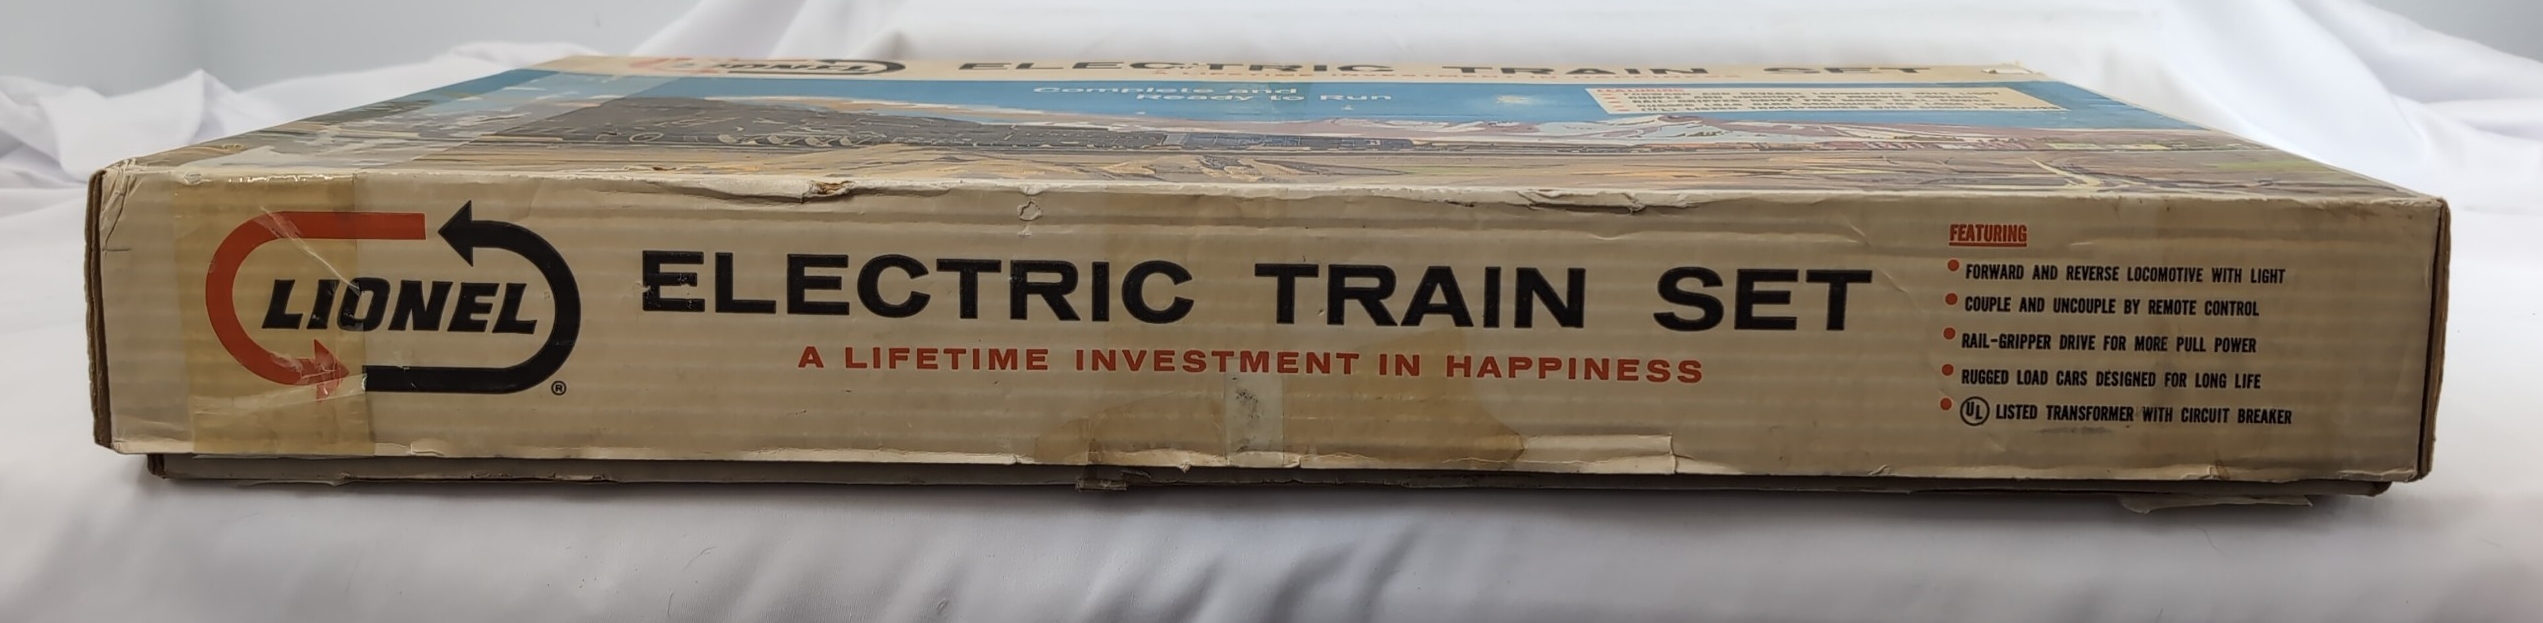 LIONEL ELECTRIC TRAIN SET
Complete and
Ready to Run
FEATURING
LIONEL
®
ELECTRIC TRAIN SET
A LIFETIME INVESTMENT IN HAPPINESS
FEATURING
• FORWARD AND REVERSE LOCOMOTIVE WITH LIGHT
• COUPLE AND UNCOUPLE BY REMOTE CONTROL
• RAIL-GRIPPER DRIVE FOR MORE PULL POWER
• RUGGED LOAD CARS DESIGNED FOR LONG LIFE
• UL LISTED TRANSFORMER WITH CIRCUIT BREAKER